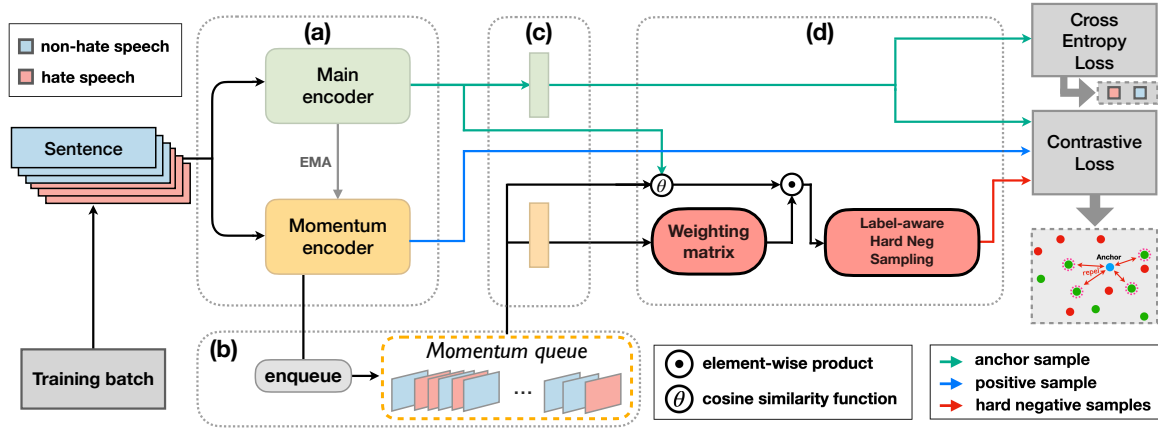 non-hate speech
hate speech
Sentence
Training batch
(a)
Main
encoder
EMA
Momentum
encoder
(b)
enqueue
Momentum queue
...
(c)
(d)
θ
Weighting
matrix
Label-aware
Hard Neg
Sampling
Cross
Entropy
Loss
Contrastive
Loss
Anchor
repel
element-wise product
θ cosine similarity function
anchor sample
positive sample
hard negative samples